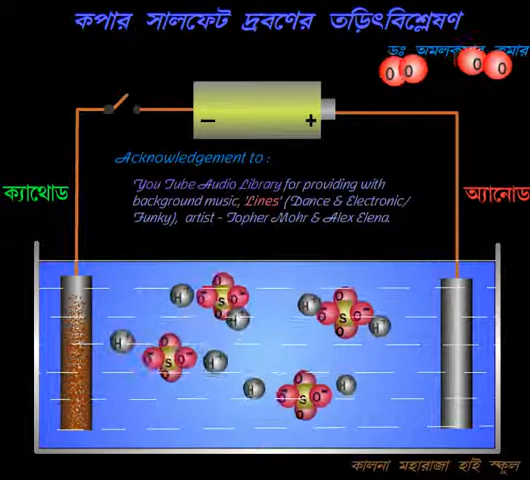 কপার সালফেট দ্রবণের তড়িৎবিশ্লেষণ
ডঃ অমলকুমার কুমার
O O O O
− +
Acknowledgement to :
You Tube Audio Library for providing with
background music, 'Lines' (Dance & Electronic/
Funky), artist - Topher Mohr & Alex Elena.
ক্যাথোড
অ্যানোড
কালনা মহারাজা হাই স্কুল